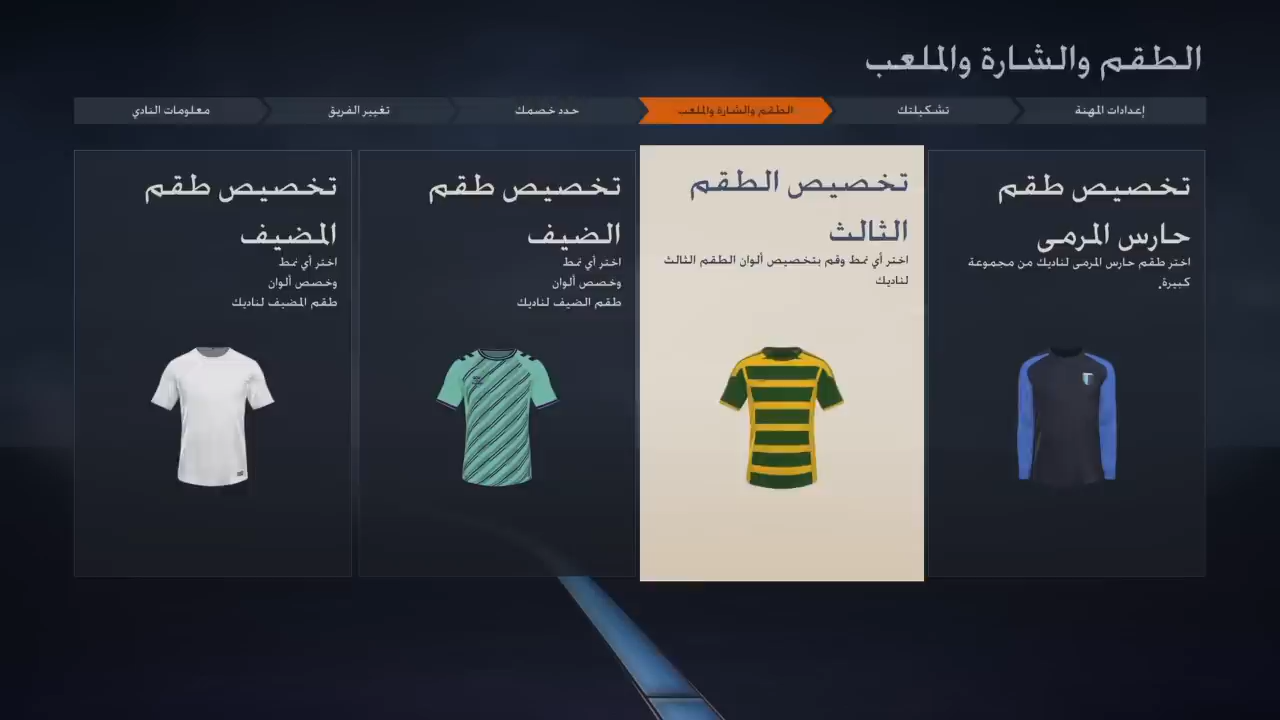 الطقم والشارة والملعب
إعدادات المهنة
تشكيلتك
الطقم والشارة والملعب
حدد خصمك
تغيير الفريق
معلومات النادي
تخصيص طقم
حارس المرمى
اختر طقم حارس المرمى لناديك من مجموعة
كبيرة.
تخصيص الطقم
الثالث
اختر أي نمط وقم بتخصيص ألوان الطقم الثالث
لناديك
تخصيص طقم
الضيف
اختر أي نمط
وخصص ألوان
طقم الضيف لناديك
تخصيص طقم
المضيف
اختر أي نمط
وخصص ألوان
طقم المضيف لناديك